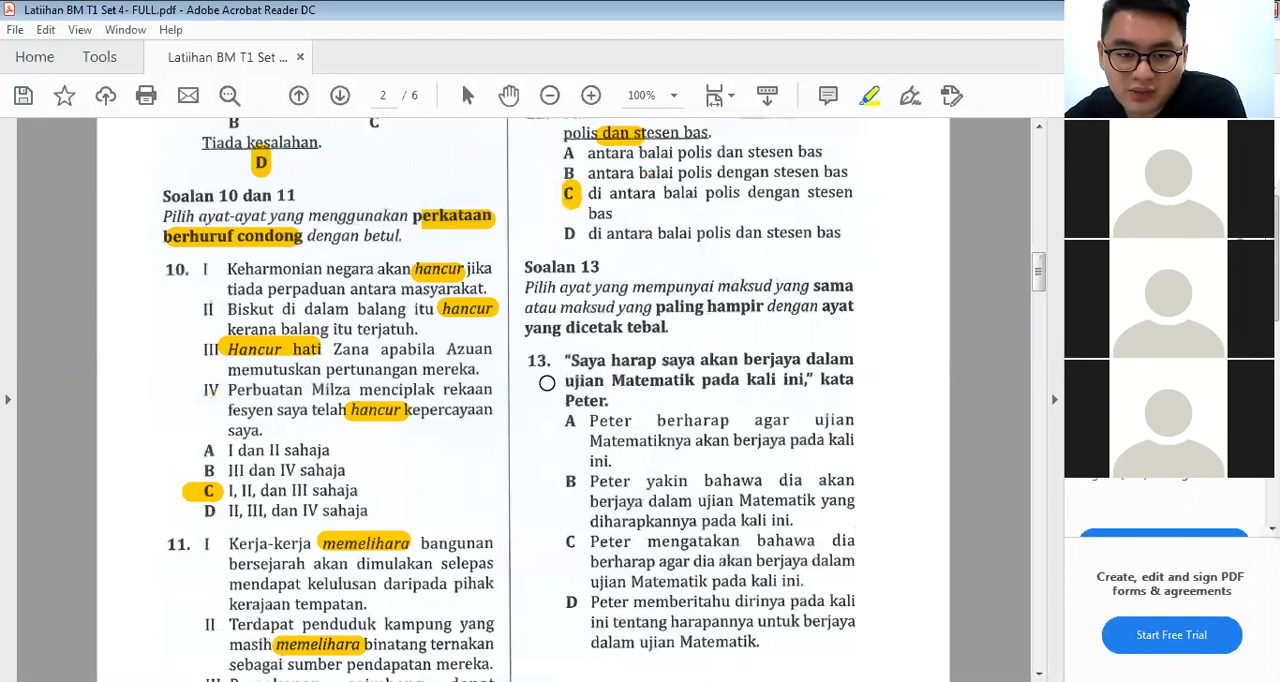 Latiihan BM T1 Set 4- FULL.pdf - Adobe Acrobat Reader DC
File Edit View Window Help
Home Tools Latiihan BM T1 Set ... ×
2 / 6 100%
B C
Tiada kesalahan.
D
Soalan 10 dan 11
Pilih ayat-ayat yang menggunakan perkataan
berhuruf condong dengan betul.
10. I Keharmonian negara akan hancur jika
tiada perpaduan antara masyarakat.
II Biskut di dalam balang itu hancur
kerana balang itu terjatuh.
III Hancur hati Zana apabila Azuan
memutuskan pertunangan mereka.
IV Perbuatan Milza menciplak rekaan
fesyen saya telah hancur kepercayaan
saya.
A I dan II sahaja
B III dan IV sahaja
C I, II, dan III sahaja
D II, III, dan IV sahaja
11. I Kerja-kerja memelihara bangunan
bersejarah akan dimulakan selepas
mendapat kelulusan daripada pihak
kerajaan tempatan.
II Terdapat penduduk kampung yang
masih memelihara binatang ternakan
sebagai sumber pendapatan mereka.
polis dan stesen bas.
A antara balai polis dan stesen bas
B antara balai polis dengan stesen bas
C di antara balai polis dengan stesen
bas
D di antara balai polis dan stesen bas
Soalan 13
Pilih ayat yang mempunyai maksud yang sama
atau maksud yang paling hampir dengan ayat
yang dicetak tebal.
13. "Saya harap saya akan berjaya dalam
ujian Matematik pada kali ini," kata
Peter.
A Peter berharap agar ujian
Matematiknya akan berjaya pada kali
ini.
B Peter yakin bahawa dia akan
berjaya dalam ujian Matematik yang
diharapkannya pada kali ini.
C Peter mengatakan bahawa dia
berharap agar dia akan berjaya dalam
ujian Matematik pada kali ini.
D Peter memberitahu dirinya pada kali
ini tentang harapannya untuk berjaya
dalam ujian Matematik.
Create, edit and sign PDF
forms & agreements
Start Free Trial